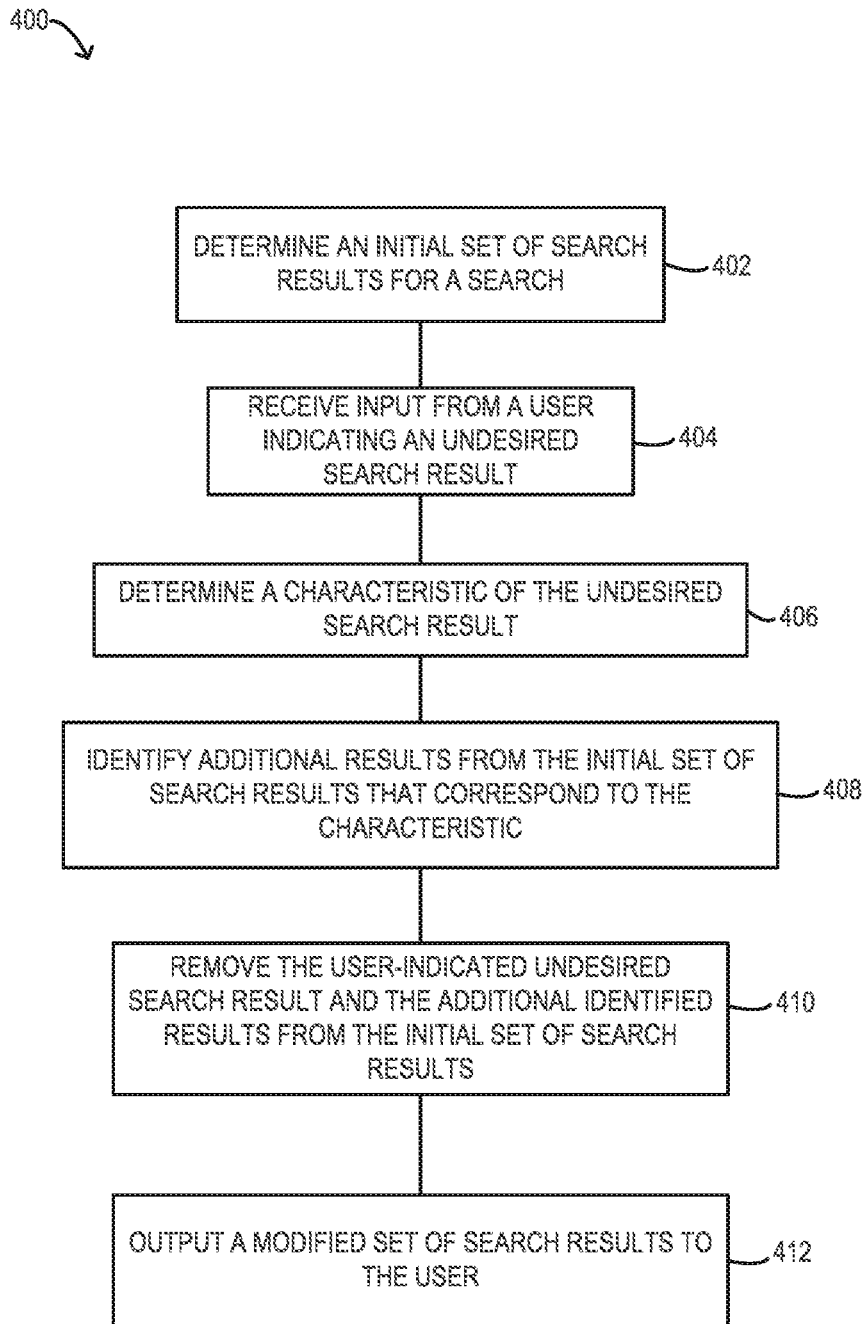 400
DETERMINE AN INITIAL SET OF SEARCH
RESULTS FOR A SEARCH
402
RECEIVE INPUT FROM A USER
INDICATING AN UNDESIRED
SEARCH RESULT
404
DETERMINE A CHARACTERISTIC OF THE UNDESIRED
SEARCH RESULT
406
IDENTIFY ADDITIONAL RESULTS FROM THE INITIAL SET OF
SEARCH RESULTS THAT CORRESPOND TO THE
CHARACTERISTIC
408
REMOVE THE USER-INDICATED UNDESIRED
SEARCH RESULT AND THE ADDITIONAL IDENTIFIED
RESULTS FROM THE INITIAL SET OF SEARCH
RESULTS
410
OUTPUT A MODIFIED SET OF SEARCH RESULTS TO
THE USER
412